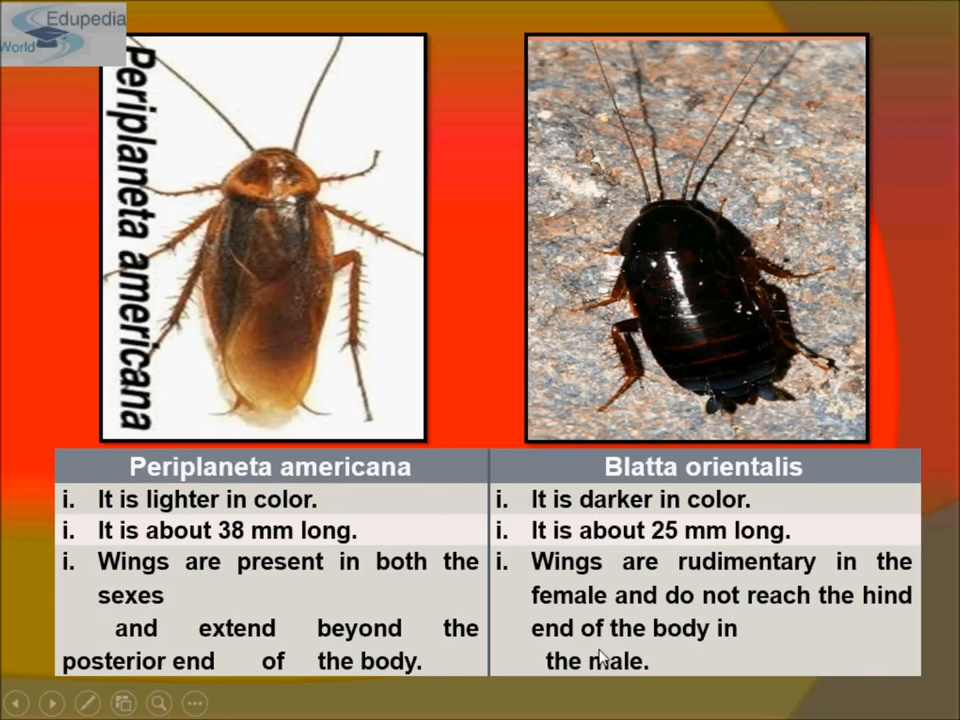 Edupedia
World
Periplaneta americana
Periplaneta americana
Blatta orientalis
i. It is lighter in color.
i. It is darker in color.
i. It is about 38 mm long.
i. It is about 25 mm long.
i. Wings are present in both the
sexes
and extend beyond the
posterior end of the body.
i. Wings are rudimentary in the
female and do not reach the hind
end of the body in
the male.